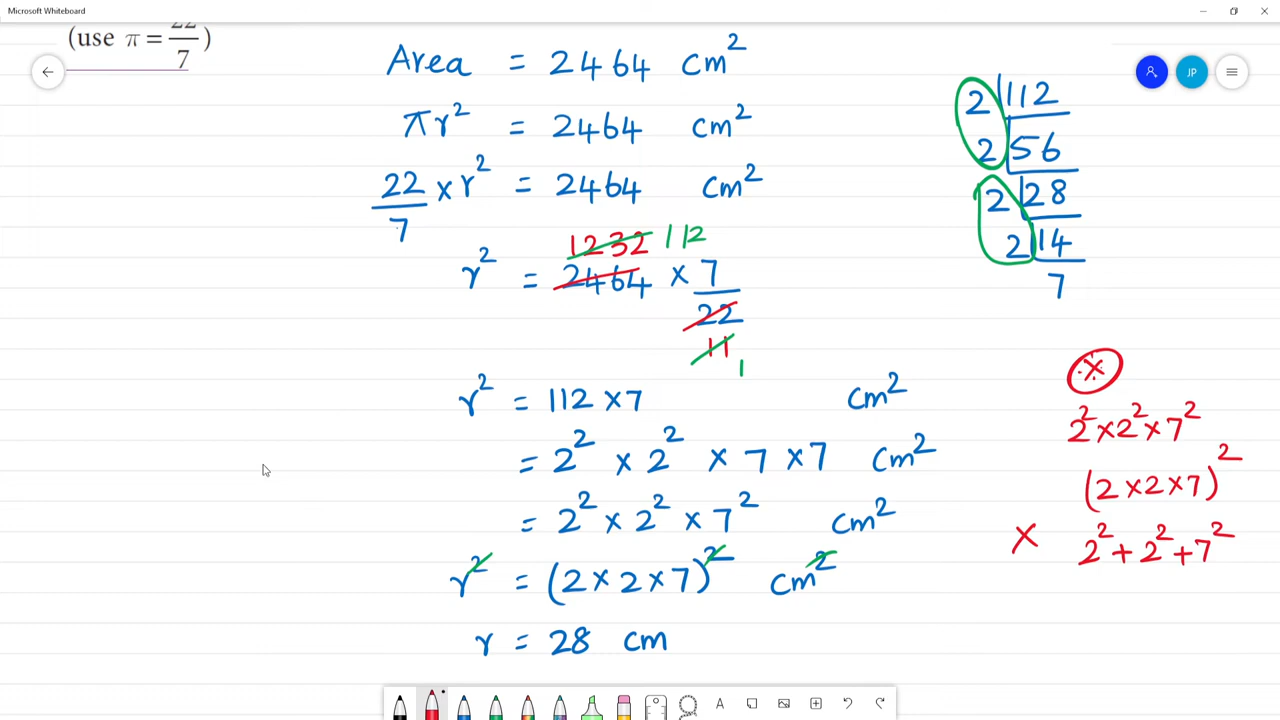 Microsoft Whiteboard
(use π = 22/7)
JP
Area = 2464 cm²
πr² = 2464 cm²
22/7 × r² = 2464 cm²
1232 112
r² = 2464 × 7/22
11
1
r² = 112 × 7 cm²
= 2² × 2² × 7 × 7 cm²
= 2² × 2² × 7² cm²
r² = (2 × 2 × 7)² cm²
r = 28 cm
2 | 112
2 | 56
2 | 28
2 | 14
7
×
2² × 2² × 7²
(2 × 2 × 7)²
× 2² + 2² + 7²
A